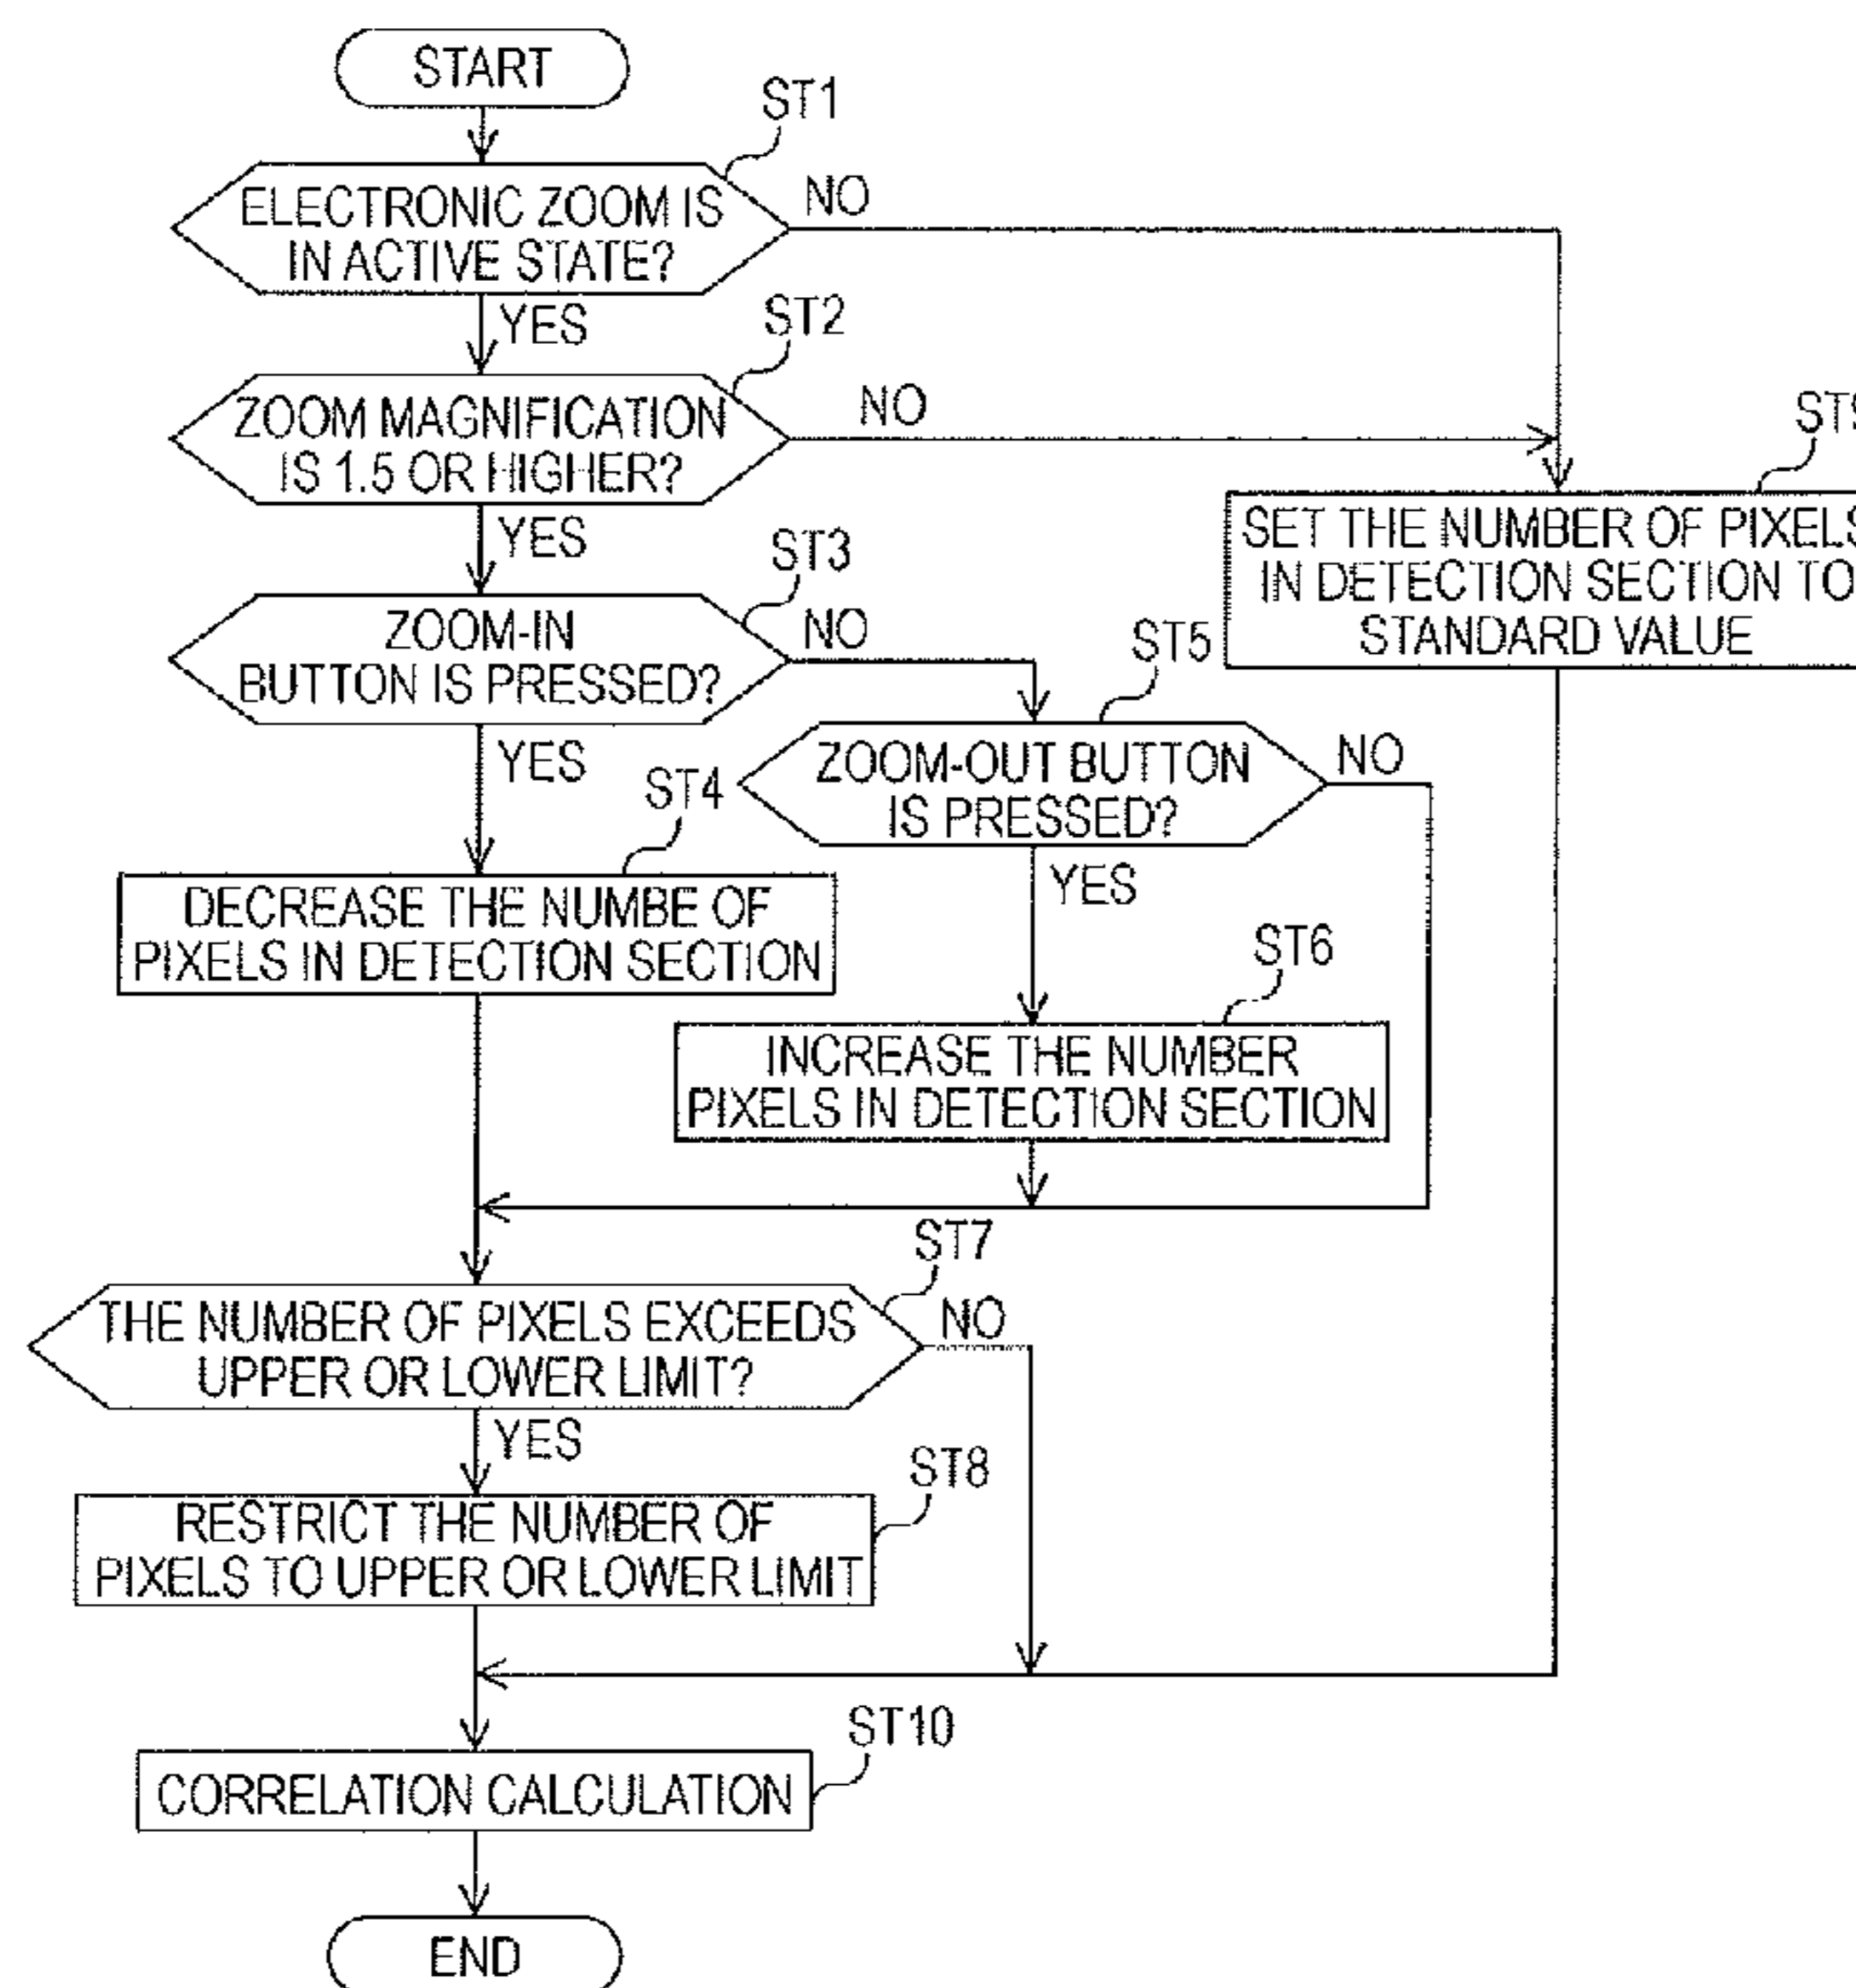 START
ST1
ELECTRONIC ZOOM IS
IN ACTIVE STATE?
NO
YES
ST2
ZOOM MAGNIFICATION
IS 1.5 OR HIGHER?
NO
YES
ST9
SET THE NUMBER OF PIXELS
IN DETECTION SECTION TO
STANDARD VALUE
ST3
ZOOM-IN
BUTTON IS PRESSED?
NO
YES
ST5
ZOOM-OUT BUTTON
IS PRESSED?
NO
YES
ST4
DECREASE THE NUMBE OF
PIXELS IN DETECTION SECTION
ST6
INCREASE THE NUMBER
PIXELS IN DETECTION SECTION
ST7
THE NUMBER OF PIXELS EXCEEDS
UPPER OR LOWER LIMIT?
NO
YES
ST8
RESTRICT THE NUMBER OF
PIXELS TO UPPER OR LOWER LIMIT
ST10
CORRELATION CALCULATION
END